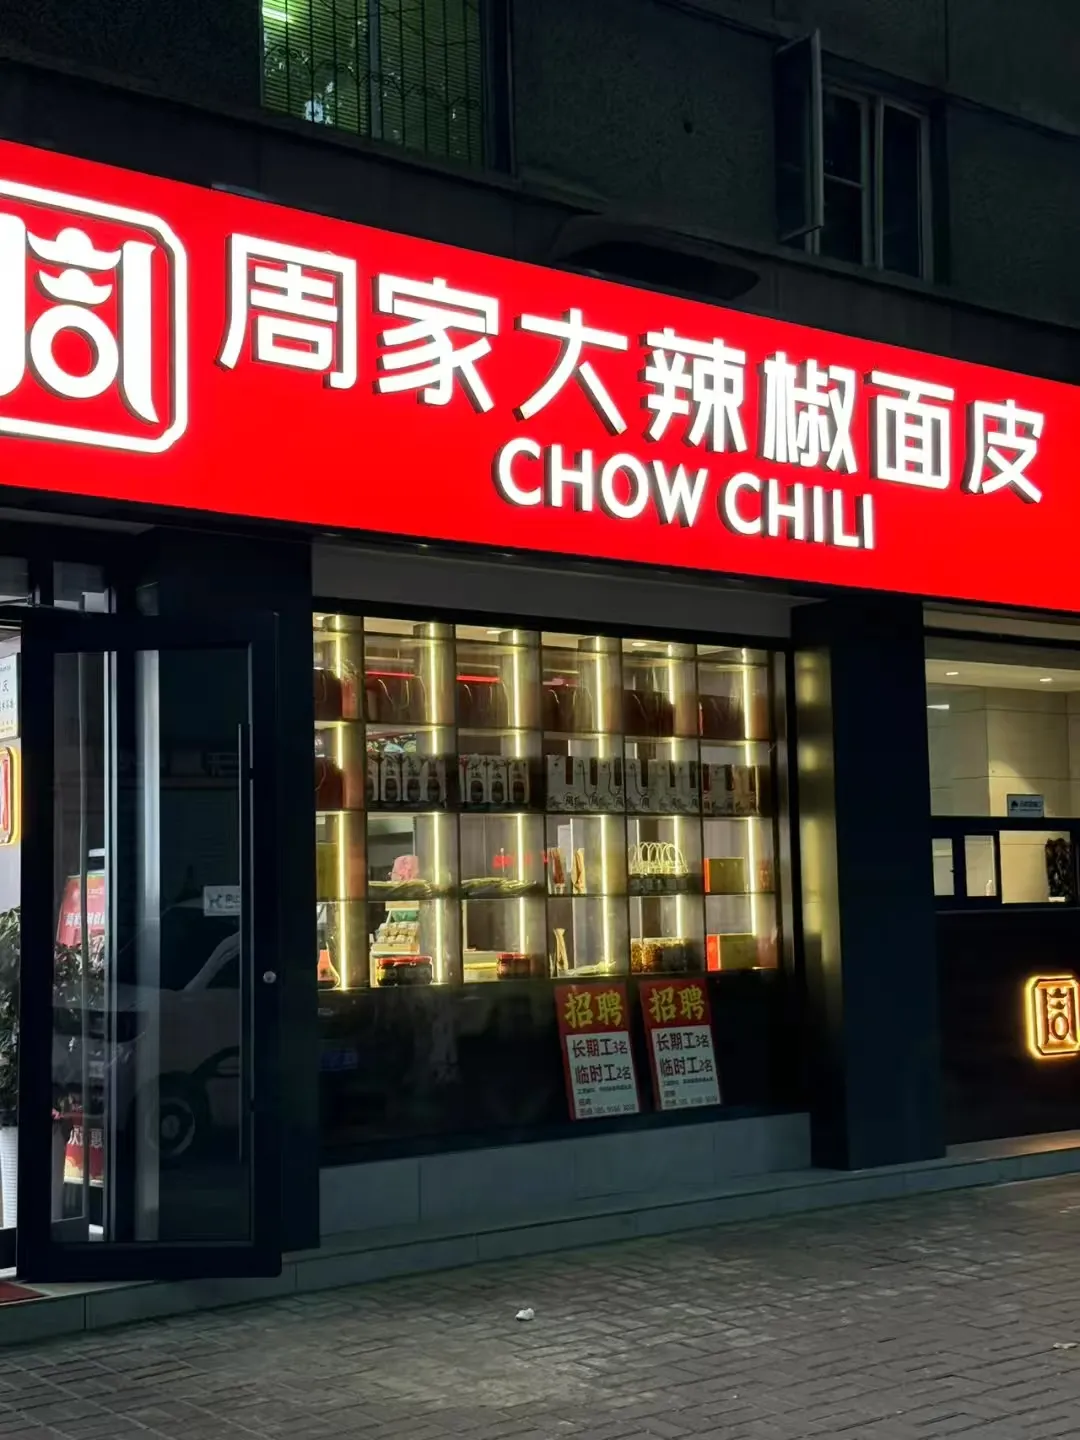 周
周家大辣椒面皮
CHOW CHILI
招聘
长期工3名
临时工2名
招聘
长期工3名
临时工2名
周